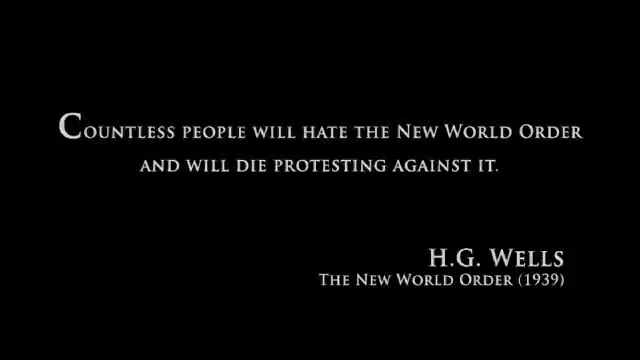 Countless people will hate the New World Order
and will die protesting against it.
H.G. Wells
The New World Order (1939)